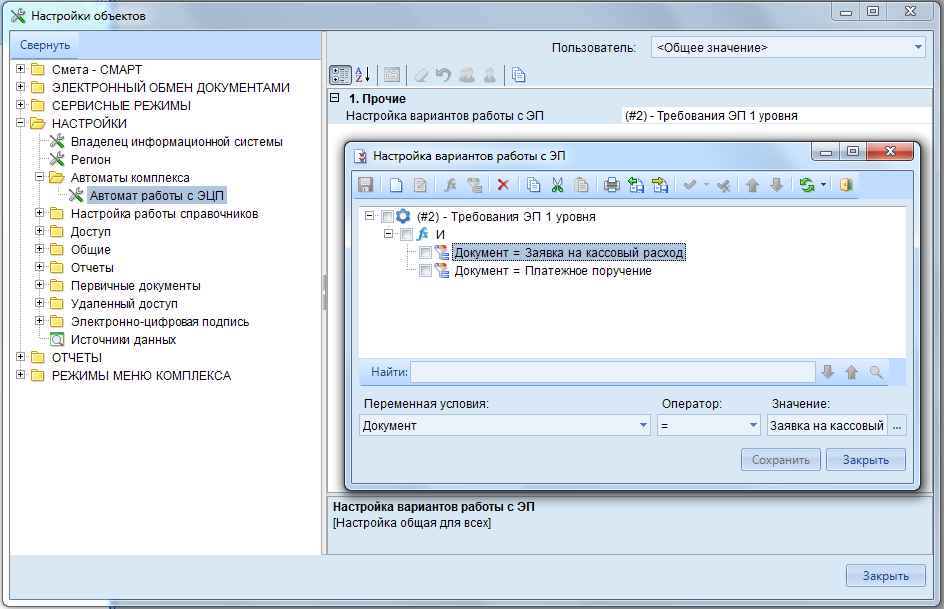 Настройки объектов
Свернуть
Пользователь: <Общее значение>
Смета - СМАРТ
ЭЛЕКТРОННЫЙ ОБМЕН ДОКУМЕНТАМИ
СЕРВИСНЫЕ РЕЖИМЫ
НАСТРОЙКИ
Владелец информационной системы
Регион
Автоматы комплекса
Автомат работы с ЭЦП
Настройка работы справочников
Доступ
Общие
Отчеты
Первичные документы
Удаленный доступ
Электронно-цифровая подпись
Источники данных
ОТЧЕТЫ
РЕЖИМЫ МЕНЮ КОМПЛЕКСА
1. Прочие
Настройка вариантов работы с ЭП (#2) - Требования ЭП 1 уровня
Настройка вариантов работы с ЭП
(#2) - Требования ЭП 1 уровня
И
Документ = Заявка на кассовый расход
Документ = Платежное поручение
Найти:
Переменная условия: Оператор: Значение:
Документ = Заявка на кассовый ...
Сохранить Закрыть
Настройка вариантов работы с ЭП
[Настройка общая для всех]
Закрыть